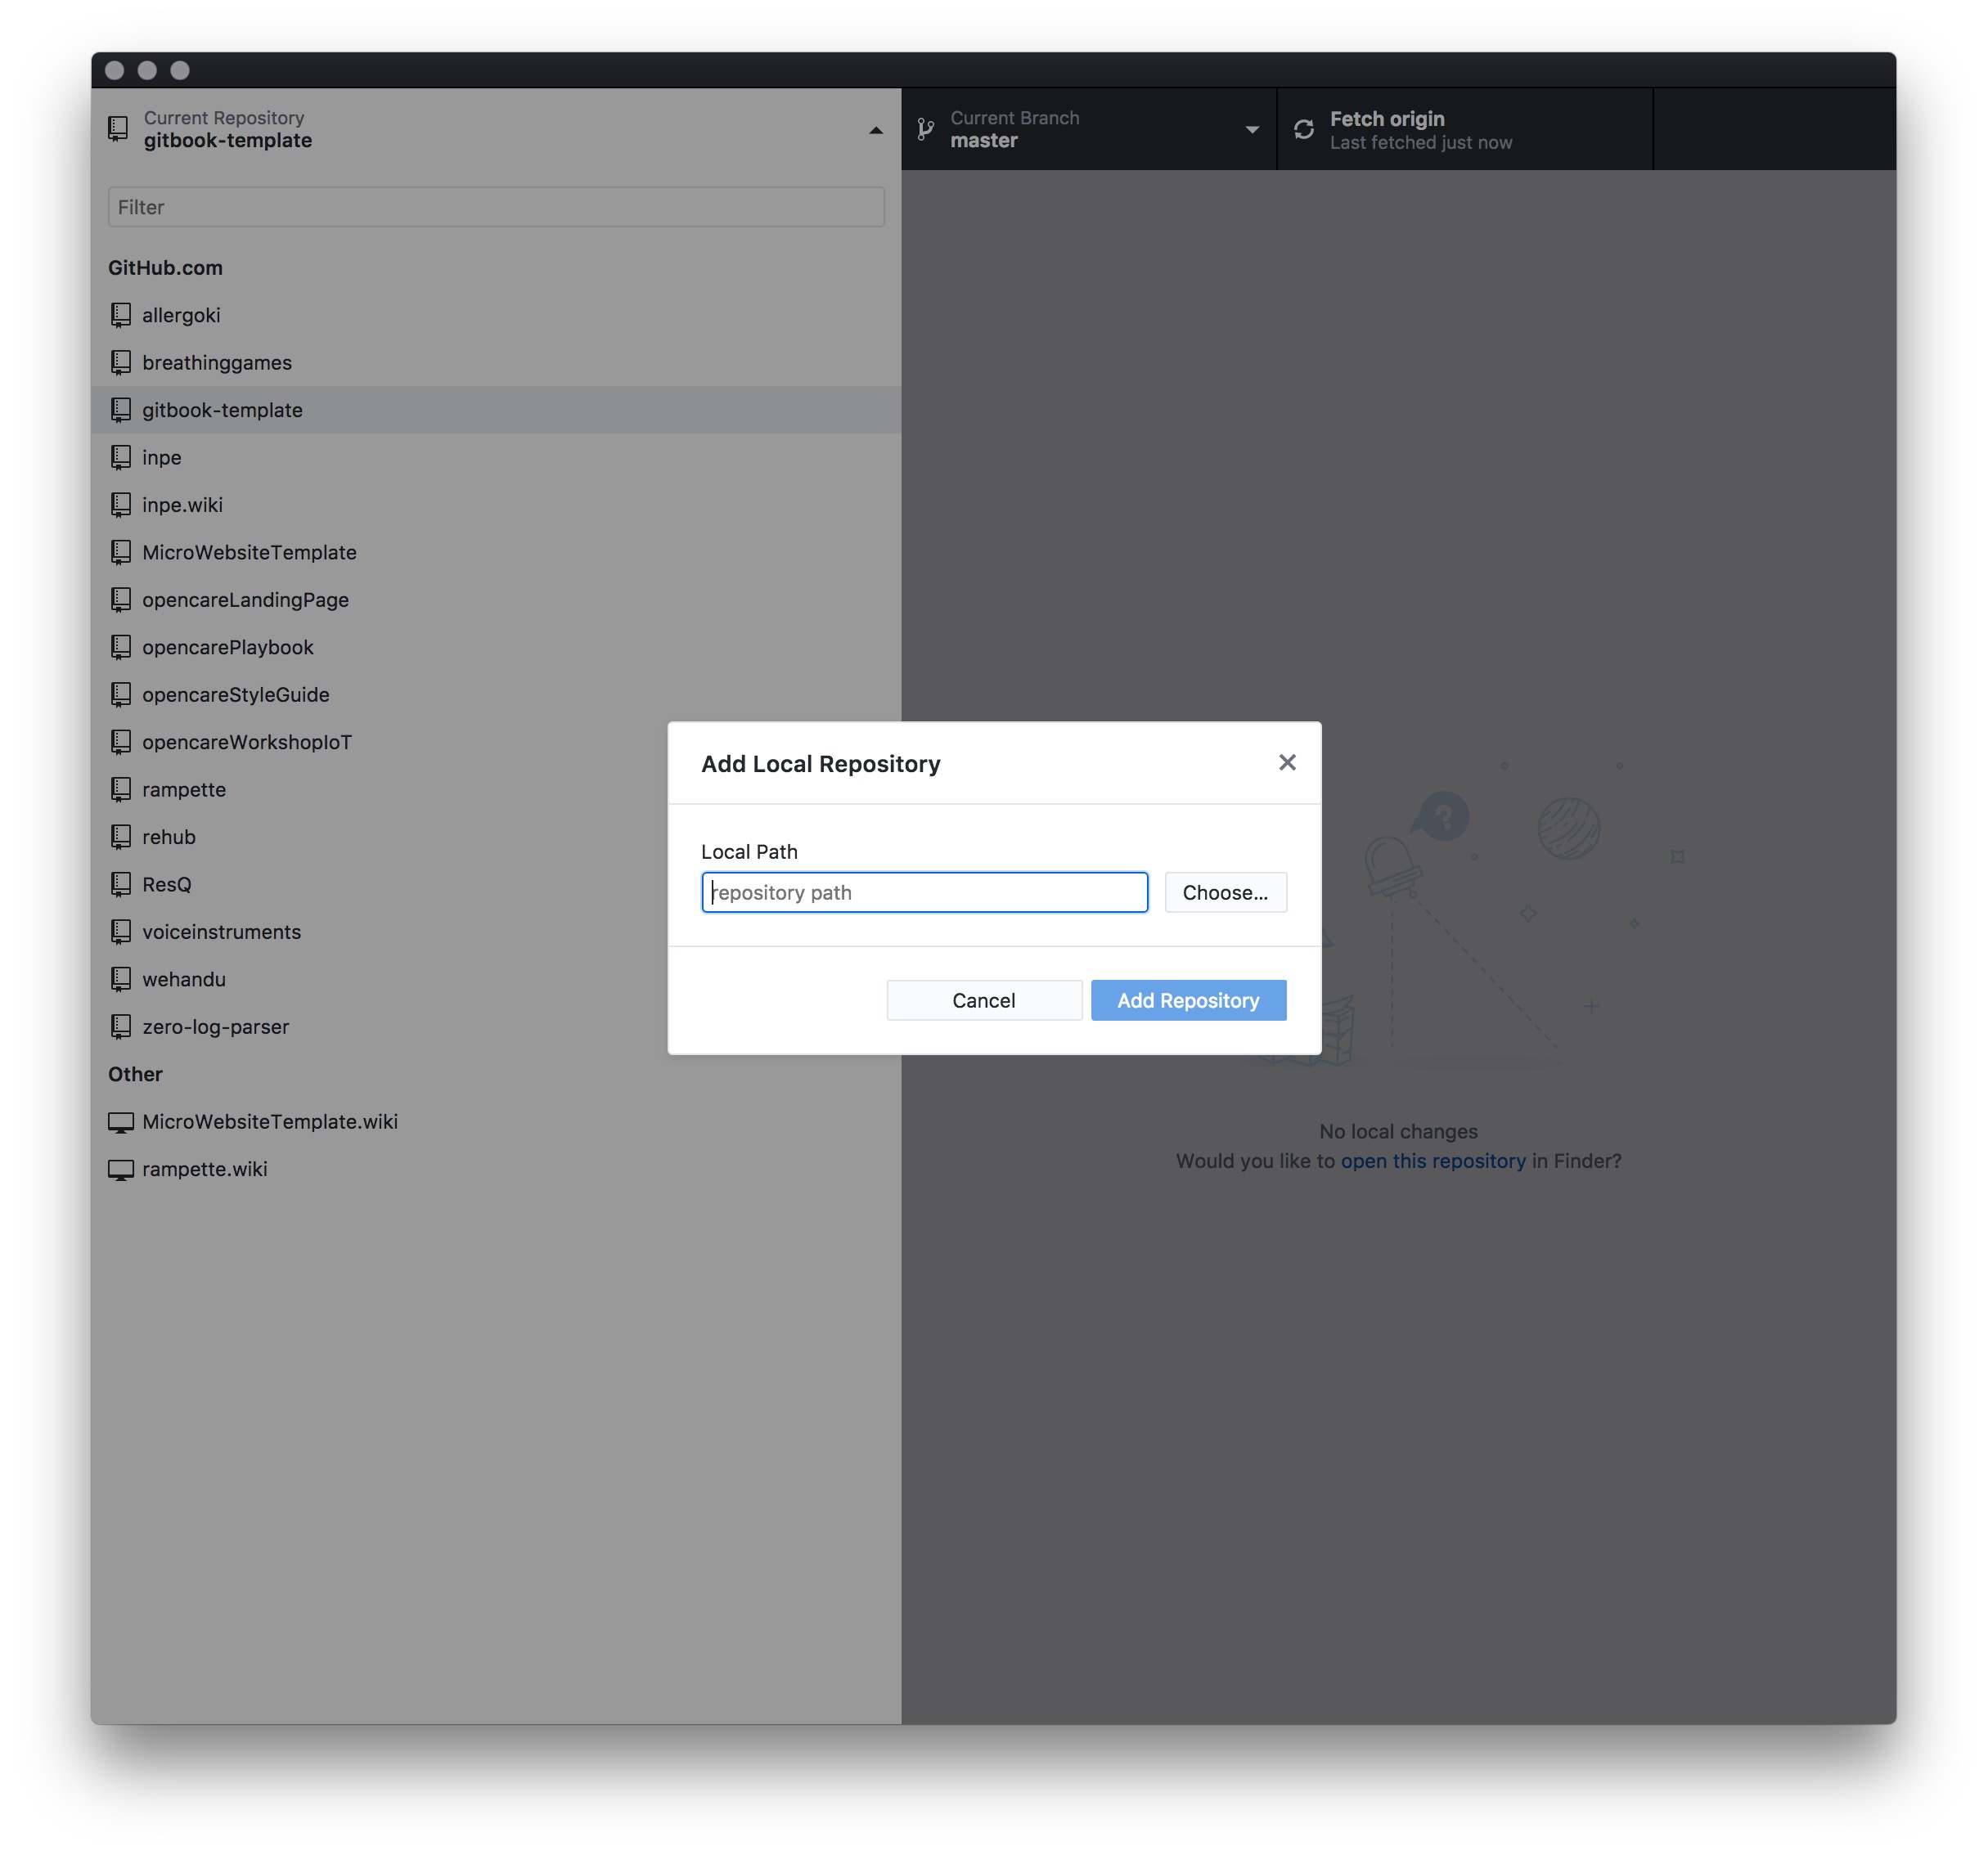 Current Repository
gitbook-template
Current Branch
master
Fetch origin
Last fetched just now
Filter
GitHub.com
allergoki
breathinggames
gitbook-template
inpe
inpe.wiki
MicroWebsiteTemplate
opencareLandingPage
opencarePlaybook
opencareStyleGuide
opencareWorkshopIoT
rampette
rehub
ResQ
voiceinstruments
wehandu
zero-log-parser
Other
MicroWebsiteTemplate.wiki
rampette.wiki
Add Local Repository
Local Path
repository path
Choose...
Cancel
Add Repository
?
No local changes
Would you like to open this repository in Finder?